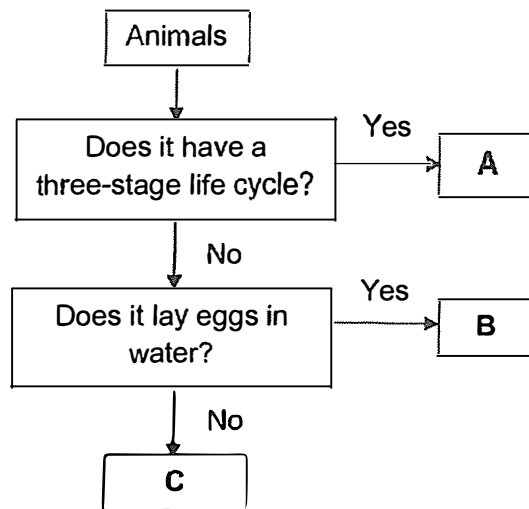 Animals
Does it have a
three-stage life cycle?
Yes
A
No
Does it lay eggs in
water?
Yes
B
No
C